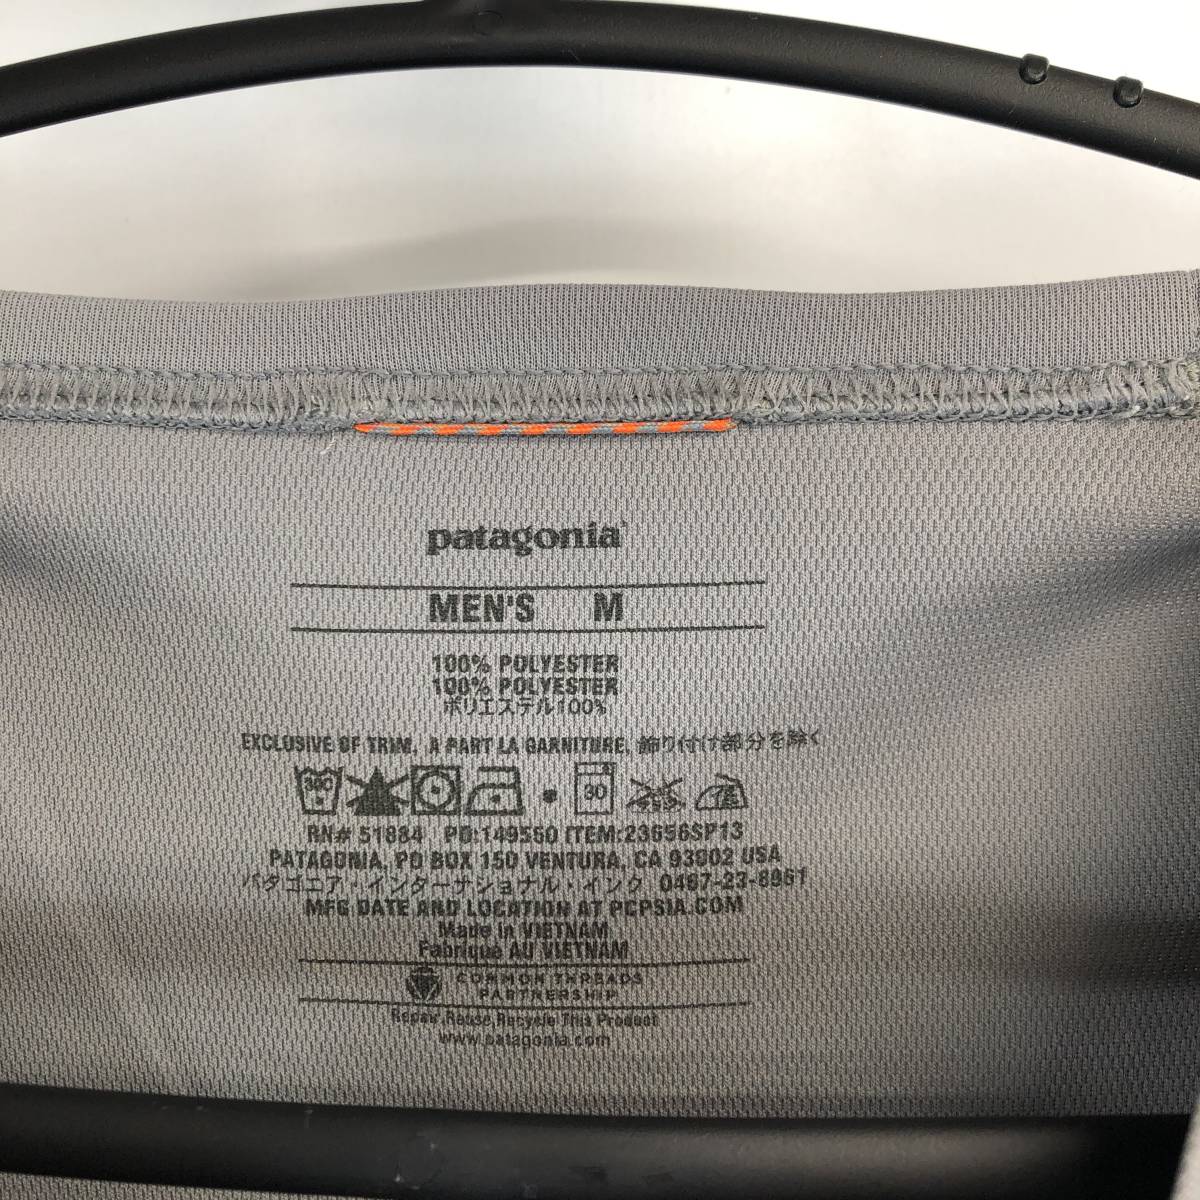 patagonia®
MEN'S M
100% POLYESTER
100% POLYESTER
ポリエステル100%
EXCLUSIVE OF TRIM. A PART LA GARNITURE. 飾り付け部分を除く
30
RN# 51884 PO:149560 ITEM:23656SP13
PATAGONIA, PO BOX 150 VENTURA, CA 93002 USA
パタゴニア・インターナショナル・インク 0467-23-8961
MFG DATE AND LOCATION AT PCPSIA.COM
Made in VIETNAM
Fabrique AU VIETNAM
COMMON THREADS
PARTNERSHIP
Repair,Reuse,Recycle This Product
www.patagonia.com